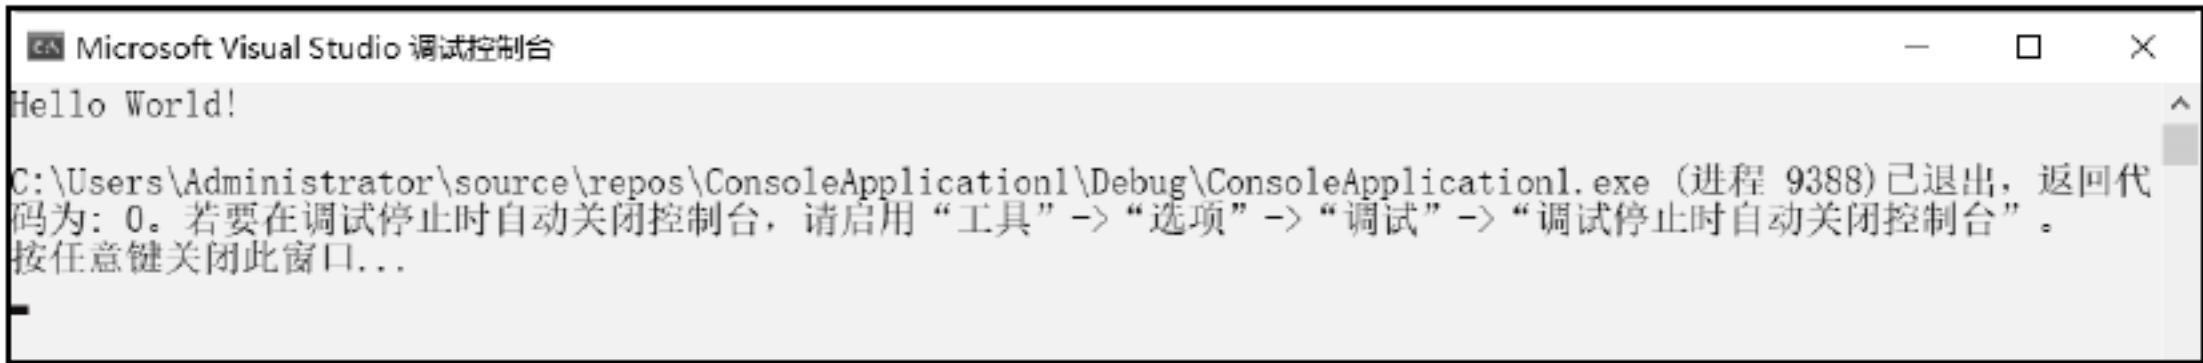 Microsoft Visual Studio 调试控制台
Hello World!
C:\Users\Administrator\source\repos\ConsoleApplication1\Debug\ConsoleApplication1.exe (进程 9388)已退出，返回代
码为: 0。若要在调试停止时自动关闭控制台，请启用“工具”->“选项”->“调试”->“调试停止时自动关闭控制台”。
按任意键关闭此窗口...